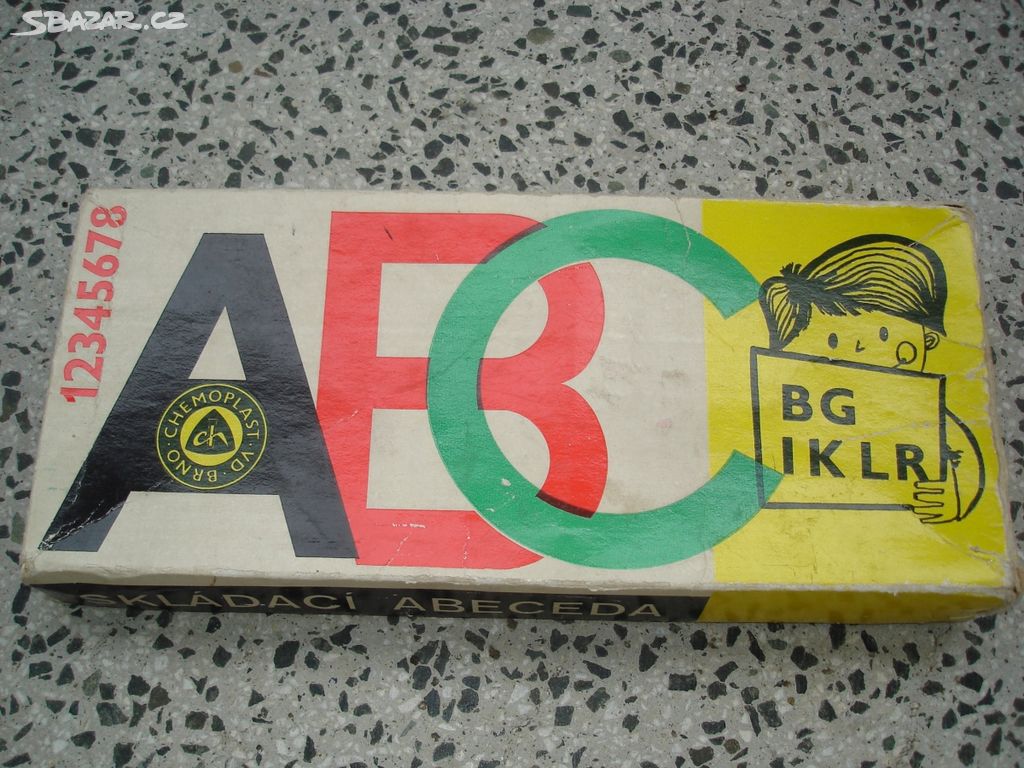 SBAZAR.CZ
12345678
ABC
CHEMOPLAST · VD · BRNO ·
ch
BG
IKLR
SKLÁDACÍ ABECEDA